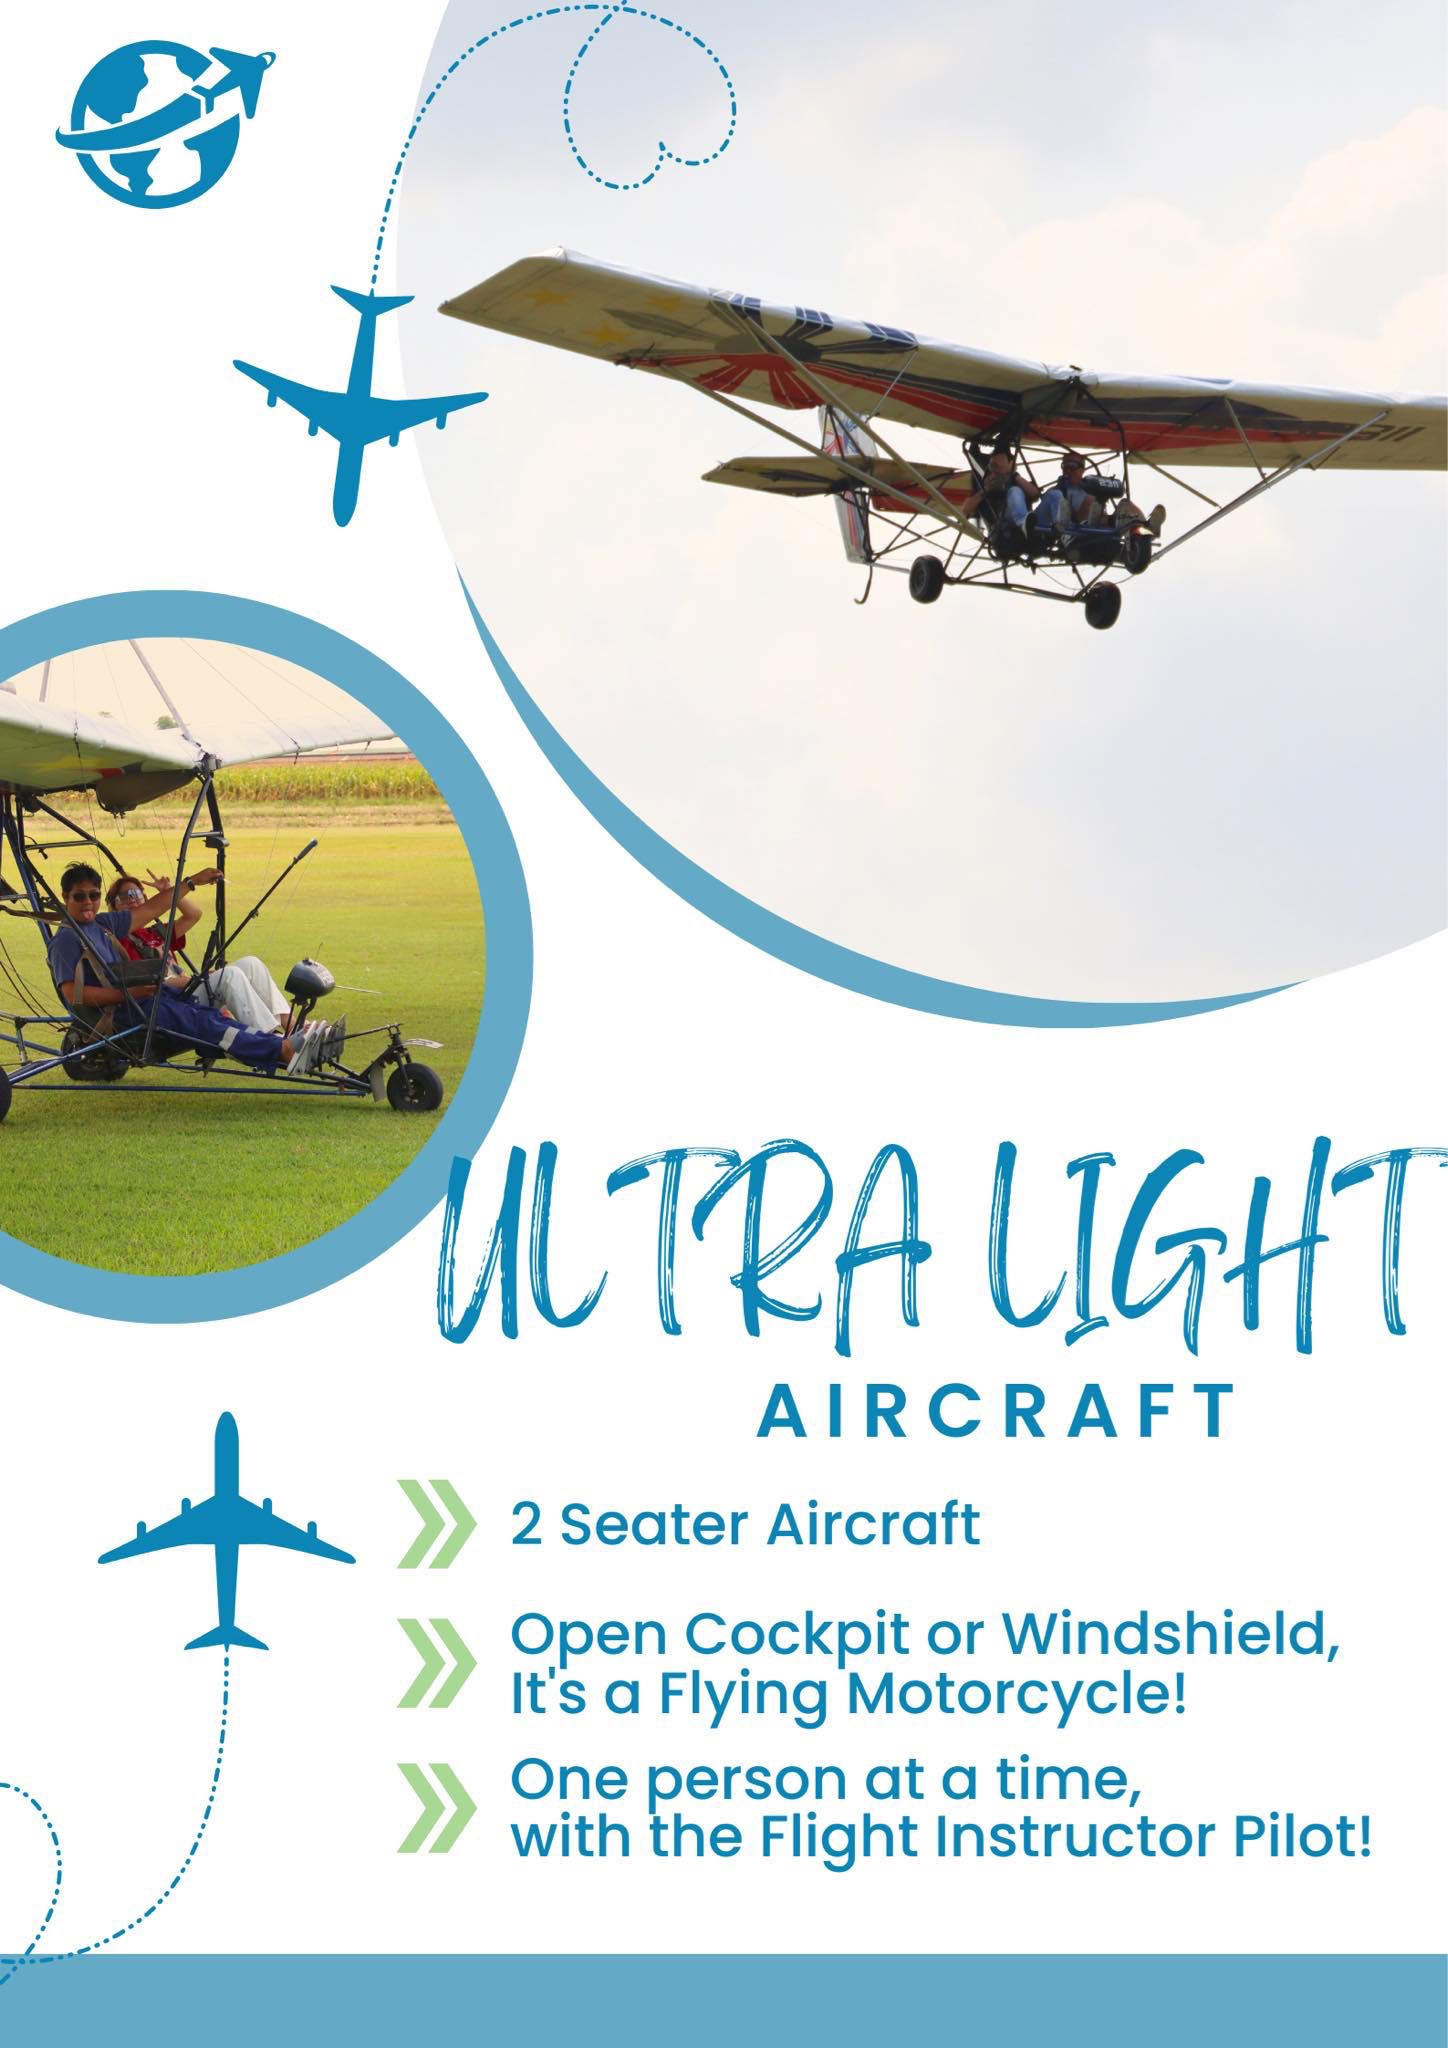 ULTRA LIGHT
AIRCRAFT
2 Seater Aircraft
Open Cockpit or Windshield,
It's a Flying Motorcycle!
One person at a time,
with the Flight Instructor Pilot!